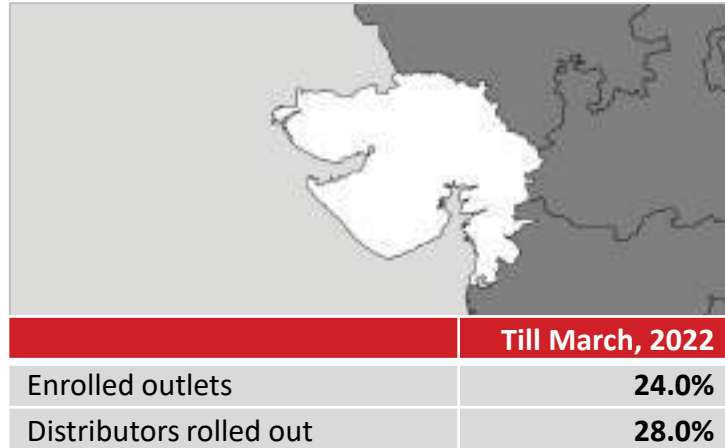 Till March, 2022
Enrolled outlets 24.0%
Distributors rolled out 28.0%